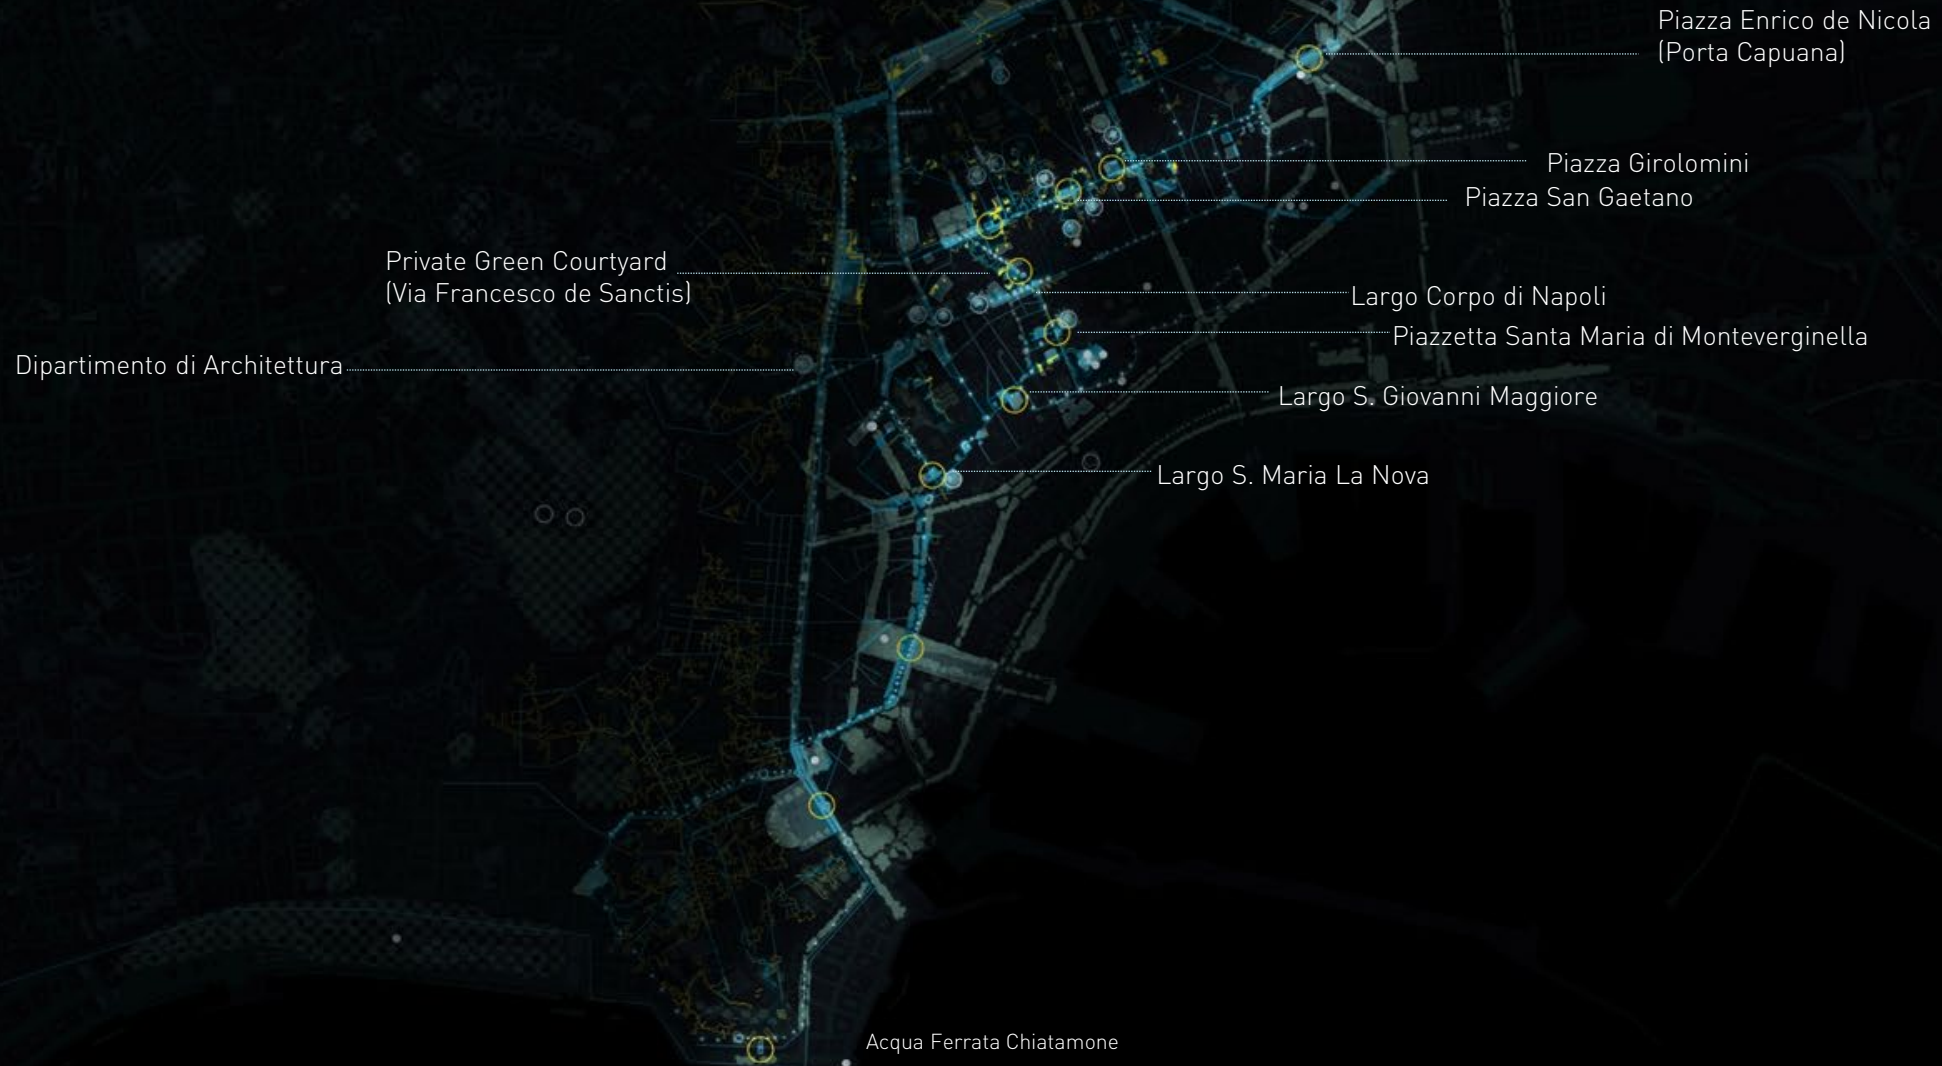 Piazza Enrico de Nicola
(Porta Capuana)
Piazza Girolomini
Piazza San Gaetano
Private Green Courtyard
(Via Francesco de Sanctis)
Largo Corpo di Napoli
Piazzetta Santa Maria di Monteverginella
Dipartimento di Architettura
Largo S. Giovanni Maggiore
Largo S. Maria La Nova
Acqua Ferrata Chiatamone